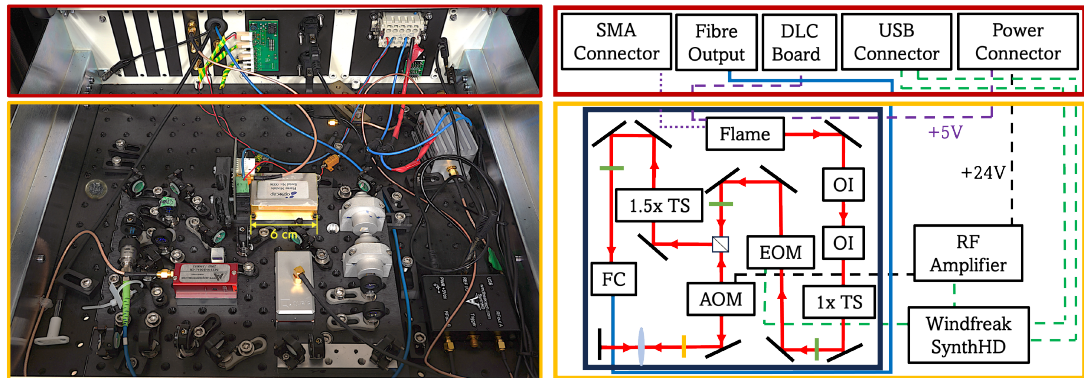 SMA
Connector
Fibre
Output
DLC
Board
USB
Connector
Power
Connector
6 cm
Flame
+5V
+24V
OI
1.5x TS
OI
EOM
RF
Amplifier
FC
AOM
1x TS
Windfreak
SynthHD